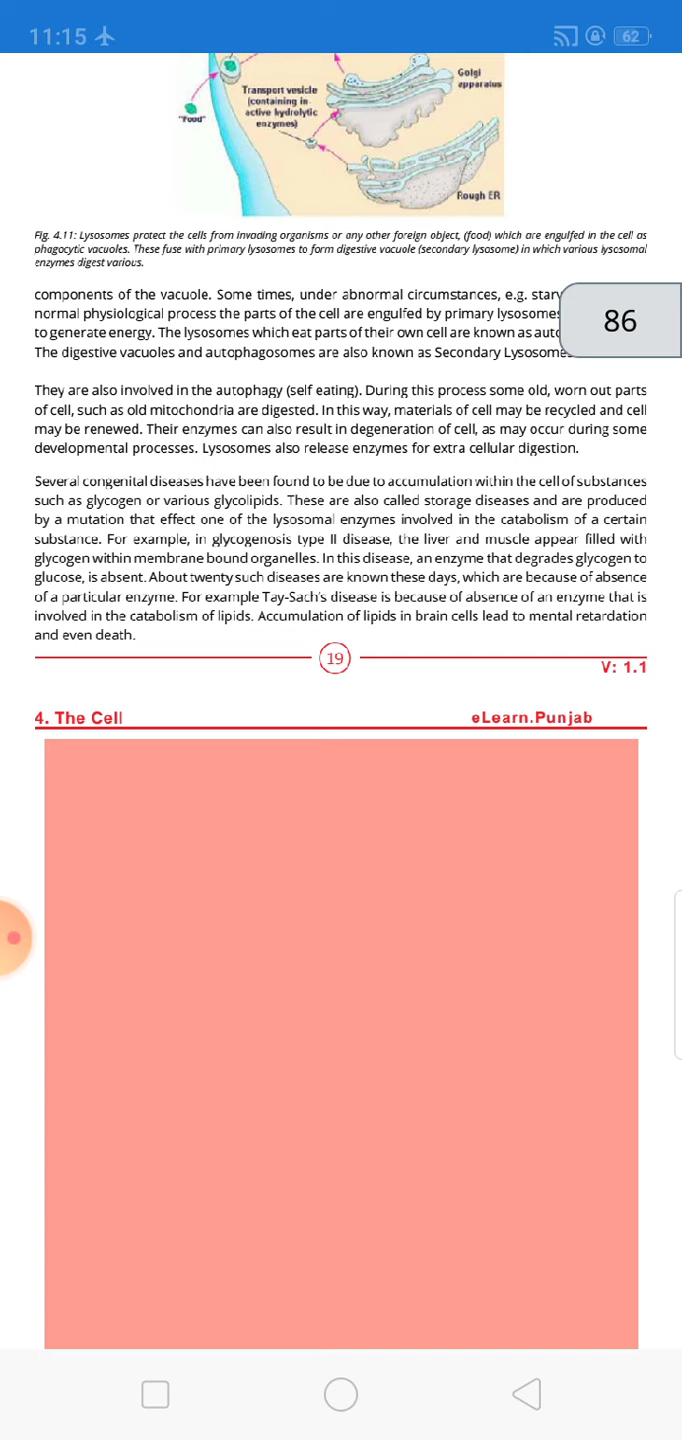 11:15
62
Golgi
apparatus
Transport vesicle
(containing in-
active hydrolytic
enzymes)
"Food"
Rough ER
Fig. 4.11: Lysosomes protect the cells from invading organisms or any other foreign object, (food) which are engulfed in the cell as
phagocytic vacuoles. These fuse with primary lysosomes to form digestive vacuole (secondary lysosome) in which various lysosomal
enzymes digest various.
components of the vacuole. Some times, under abnormal circumstances, e.g.
normal physiological process the parts of the cell are engulfed by primary lysosomes
to generate energy. The lysosomes which eat parts of their own cell are known as
The digestive vacuoles and autophagosomes are also known as Secondary
86
They are also involved in the autophagy (self eating). During this process some old, worn out parts
of cell, such as old mitochondria are digested. In this way, materials of cell may be recycled and cell
may be renewed. Their enzymes can also result in degeneration of cell, as may occur during some
developmental processes. Lysosomes also release enzymes for extra cellular digestion.
Several congenital diseases have been found to be due to accumulation within the cell of substances
such as glycogen or various glycolipids. These are also called storage diseases and are produced
by a mutation that effect one of the lysosomal enzymes involved in the catabolism of a certain
substance. For example, in glycogenosis type II disease, the liver and muscle appear filled with
glycogen within membrane bound organelles. In this disease, an enzyme that degrades glycogen to
glucose, is absent. About twenty such diseases are known these days, which are because of absence
of a particular enzyme. For example Tay-Sach's disease is because of absence of an enzyme that is
involved in the catabolism of lipids. Accumulation of lipids in brain cells lead to mental retardation
and even death.
19
V: 1.1
4. The Cell
eLearn.Punjab